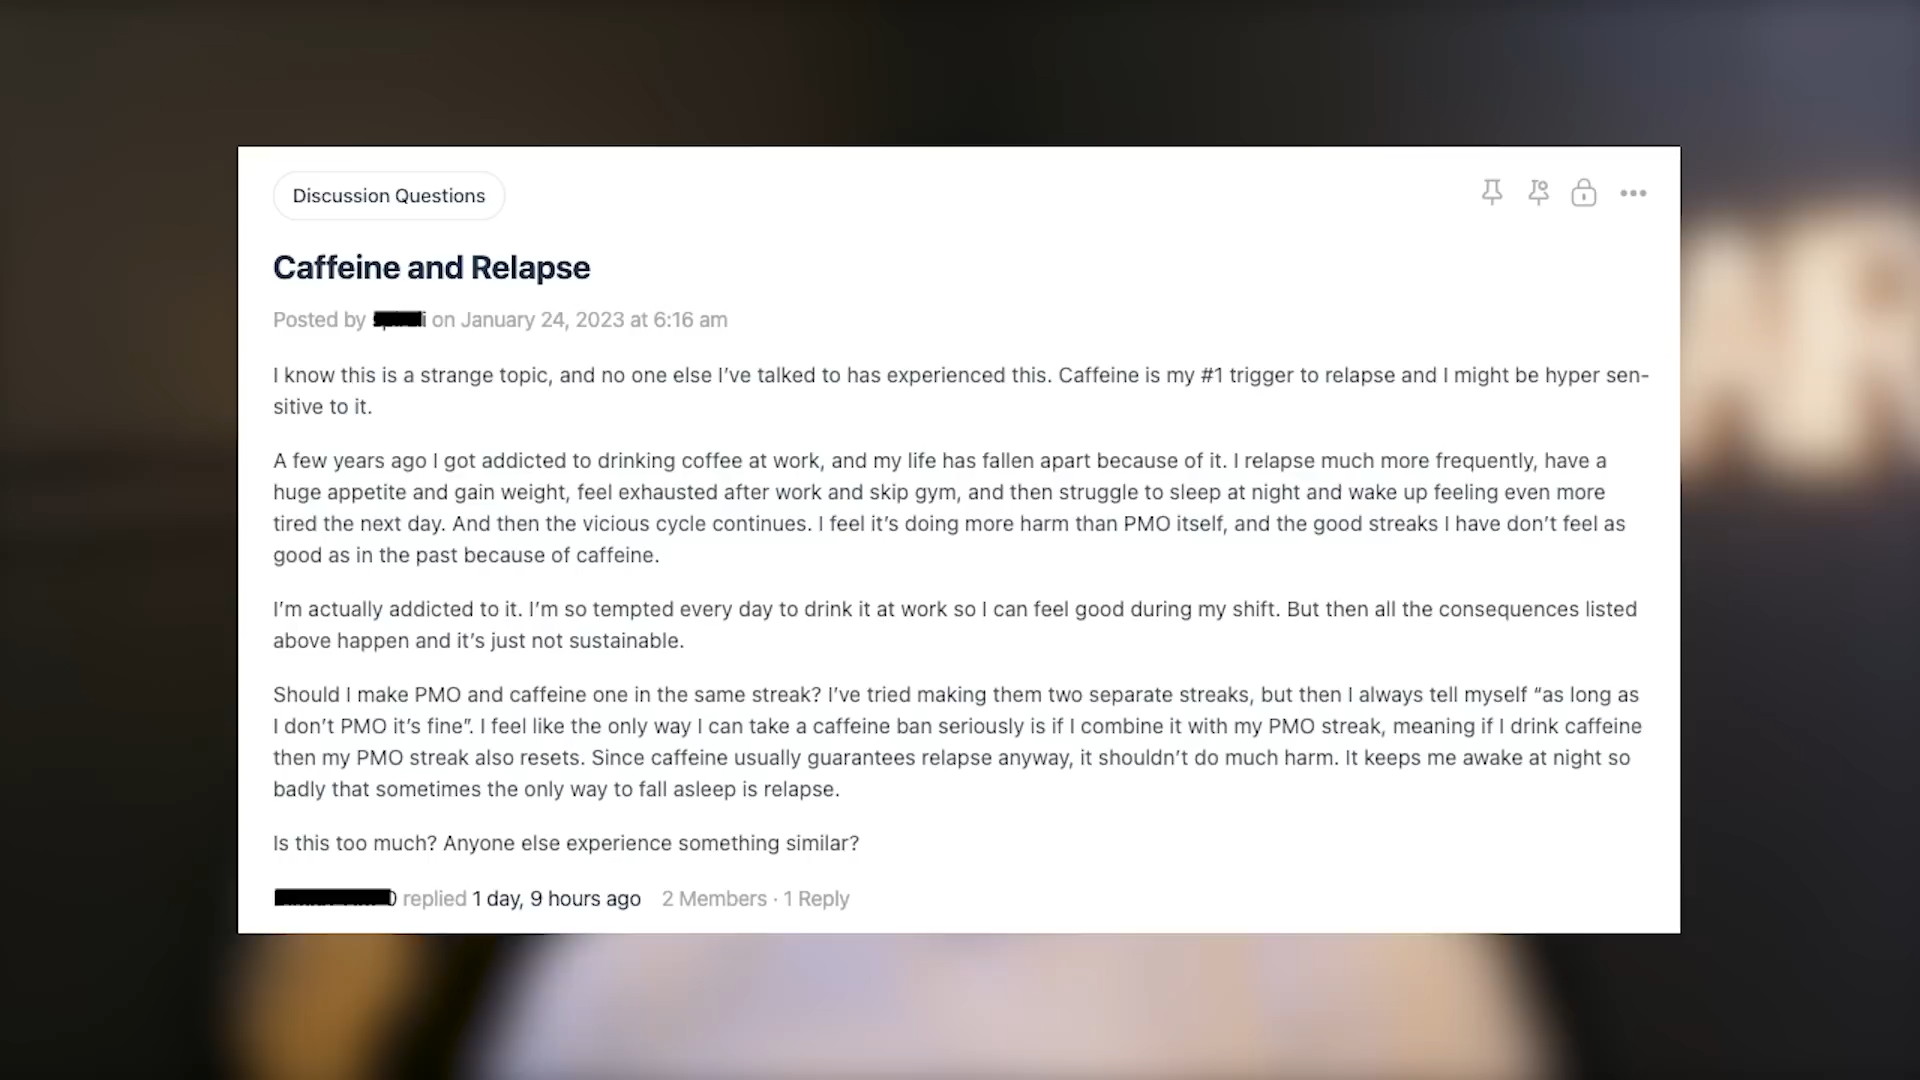 Discussion Questions
Caffeine and Relapse
Posted by on January 24, 2023 at 6:16 am
I know this is a strange topic, and no one else I’ve talked to has experienced this. Caffeine is my #1 trigger to relapse and I might be hyper sen-
sitive to it.
A few years ago I got addicted to drinking coffee at work, and my life has fallen apart because of it. I relapse much more frequently, have a
huge appetite and gain weight, feel exhausted after work and skip gym, and then struggle to sleep at night and wake up feeling even more
tired the next day. And then the vicious cycle continues. I feel it’s doing more harm than PMO itself, and the good streaks I have don’t feel as
good as in the past because of caffeine.
I’m actually addicted to it. I’m so tempted every day to drink it at work so I can feel good during my shift. But then all the consequences listed
above happen and it’s just not sustainable.
Should I make PMO and caffeine one in the same streak? I’ve tried making them two separate streaks, but then I always tell myself “as long as
I don’t PMO it’s fine”. I feel like the only way I can take a caffeine ban seriously is if I combine it with my PMO streak, meaning if I drink caffeine
then my PMO streak also resets. Since caffeine usually guarantees relapse anyway, it shouldn’t do much harm. It keeps me awake at night so
badly that sometimes the only way to fall asleep is relapse.
Is this too much? Anyone else experience something similar?
replied 1 day, 9 hours ago 2 Members · 1 Reply